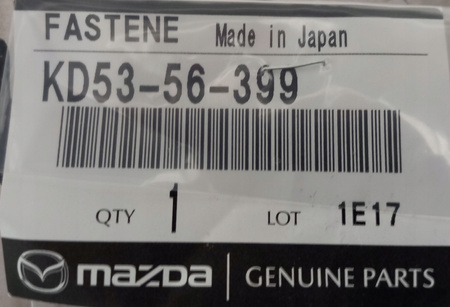 FASTENE Made in Japan
KD53-56-399
QTY 1 LOT 1E17
mazda GENUINE PARTS